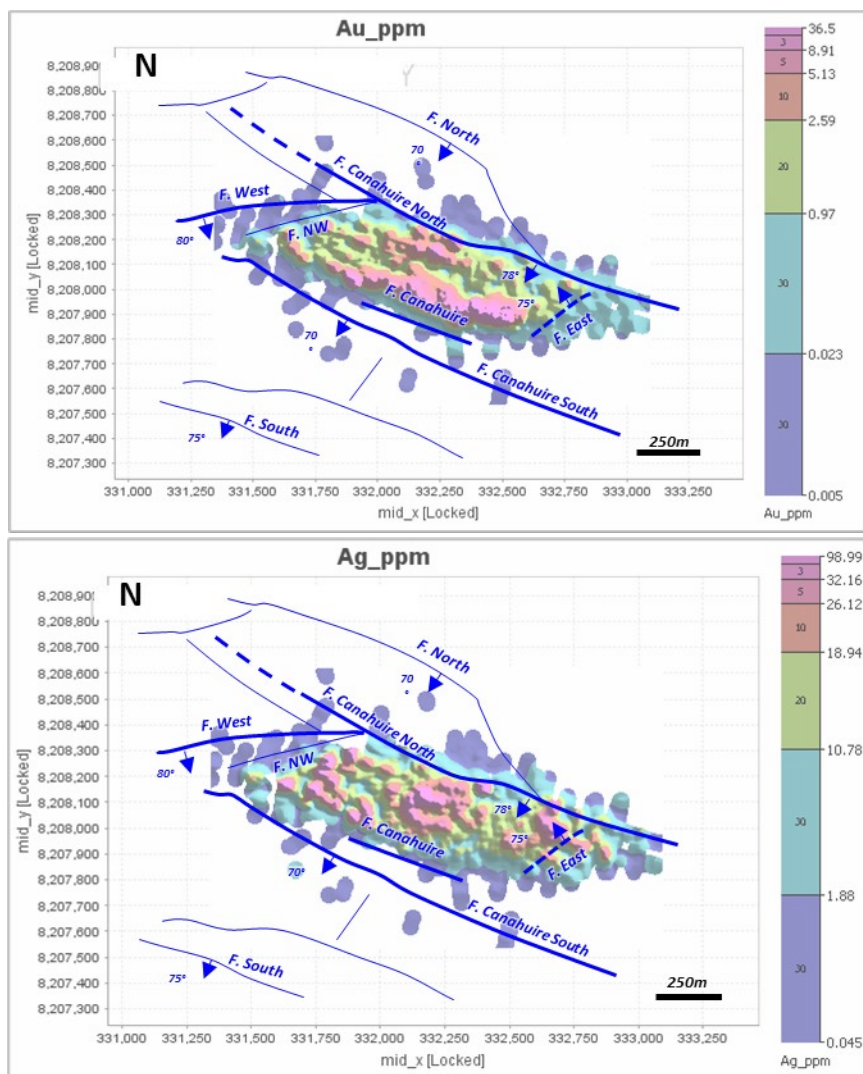 Au_ppm
N
Y
8,208,900
8,208,800
8,208,700
8,208,600
8,208,500
8,208,400
8,208,300
8,208,200
8,208,100
8,208,000
8,207,900
8,207,800
8,207,700
8,207,600
8,207,500
8,207,400
8,207,300
mid_y [Locked]
F. North
70°
F. Canahuire North
F. West
80°
F. NW
78°
75°
F. Canahuire
F. East
70°
F. Canahuire South
F. South
75°
250m
331,000 331,250 331,500 331,750 332,000 332,250 332,500 332,750 333,000 333,250
mid_x [Locked]
36.5
3
8.91
5
5.13
10
2.59
20
0.97
30
0.023
30
0.005
Au_ppm
Ag_ppm
N
8,208,900
8,208,800
8,208,700
8,208,600
8,208,500
8,208,400
8,208,300
8,208,200
8,208,100
8,208,000
8,207,900
8,207,800
8,207,700
8,207,600
8,207,500
8,207,400
8,207,300
mid_y [Locked]
F. North
70°
F. Canahuire North
F. West
80°
F. NW
78°
75°
F. Canahuire
F. East
70°
F. Canahuire South
F. South
75°
250m
331,000 331,250 331,500 331,750 332,000 332,250 332,500 332,750 333,000 333,250
mid_x [Locked]
98.99
3
32.16
5
26.12
10
18.94
20
10.78
30
1.88
30
0.045
Ag_ppm